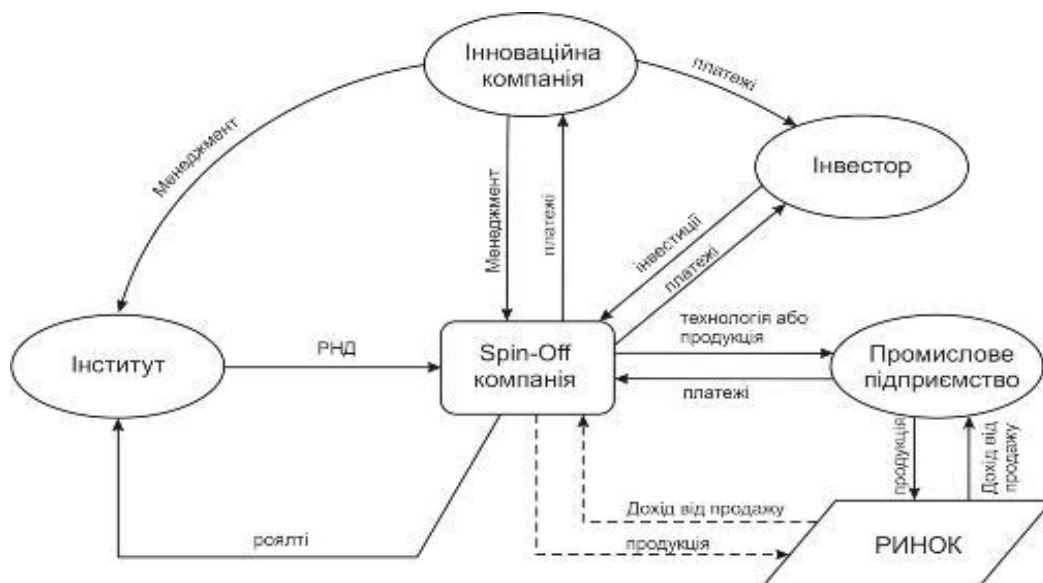 Інноваційна
компанія
платежі
Менеджмент
Інвестор
Менеджмент
платежі
інвестиції
платежі
технологія або
продукція
Інститут
РНД
Spin-Off
компанія
Промислове
підприємство
платежі
продукція
Дохід від
продажу
Дохід від продажу
роялті
продукція
РИНОК